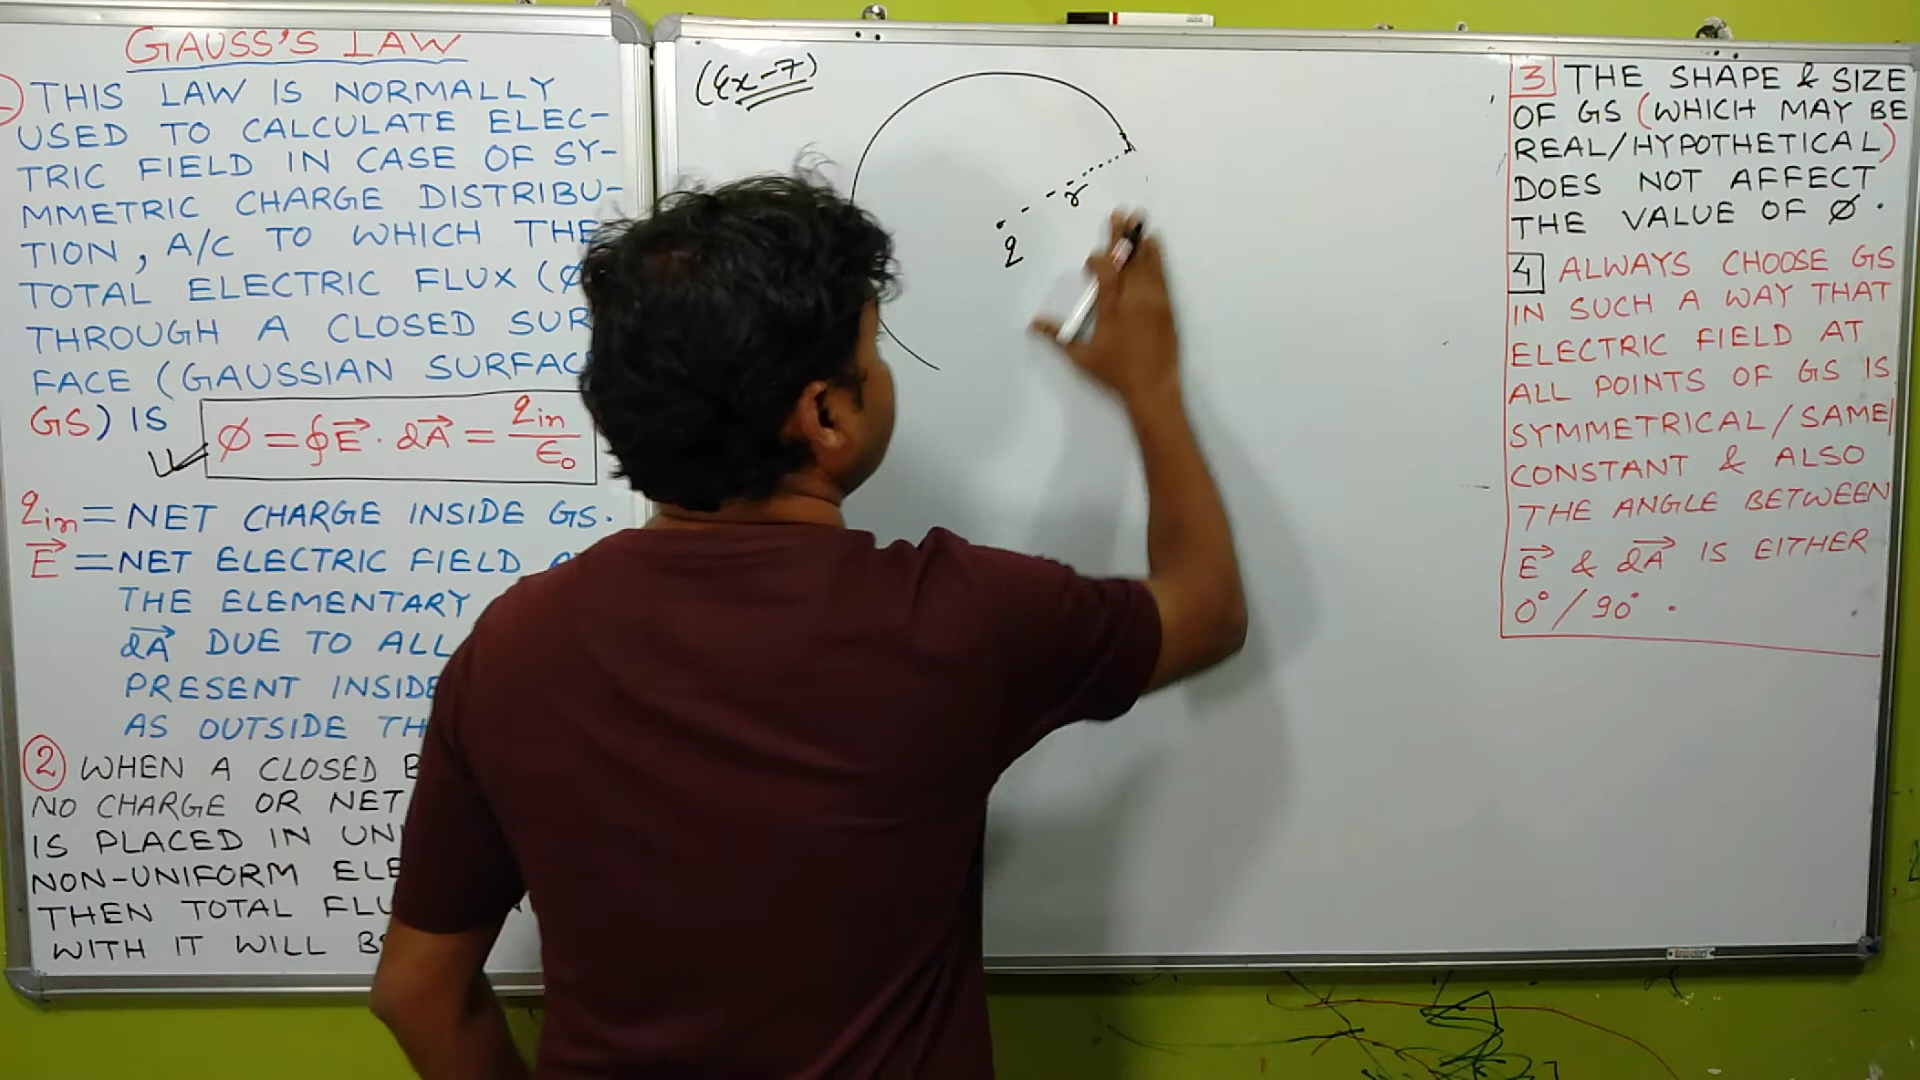 GAUSS'S LAW
THIS LAW IS NORMALLY
USED TO CALCULATE ELEC-
TRIC FIELD IN CASE OF SY-
MMETRIC CHARGE DISTRIBU-
TION, A/C TO WHICH THE
TOTAL ELECTRIC FLUX (Ø
THROUGH A CLOSED SUR
FACE (GAUSSIAN SURFAC
GS) IS
Ø = ∮E⃗ · dA⃗ = qin/ϵ0
qin = NET CHARGE INSIDE GS.
E⃗ = NET ELECTRIC FIELD
THE ELEMENTARY
dA⃗ DUE TO ALL
PRESENT INSIDE
AS OUTSIDE TH
2 WHEN A CLOSED B
NO CHARGE OR NET
IS PLACED IN UNI
NON-UNIFORM ELE
THEN TOTAL FLU
WITH IT WILL B
(Ex-7)
r
q
3 THE SHAPE & SIZE
OF GS (WHICH MAY BE
REAL/HYPOTHETICAL)
DOES NOT AFFECT
THE VALUE OF Ø.
4 ALWAYS CHOOSE GS
IN SUCH A WAY THAT
ELECTRIC FIELD AT
ALL POINTS OF GS IS
SYMMETRICAL/SAME/
CONSTANT & ALSO
THE ANGLE BETWEEN
E⃗ & dA⃗ IS EITHER
0°/90°.